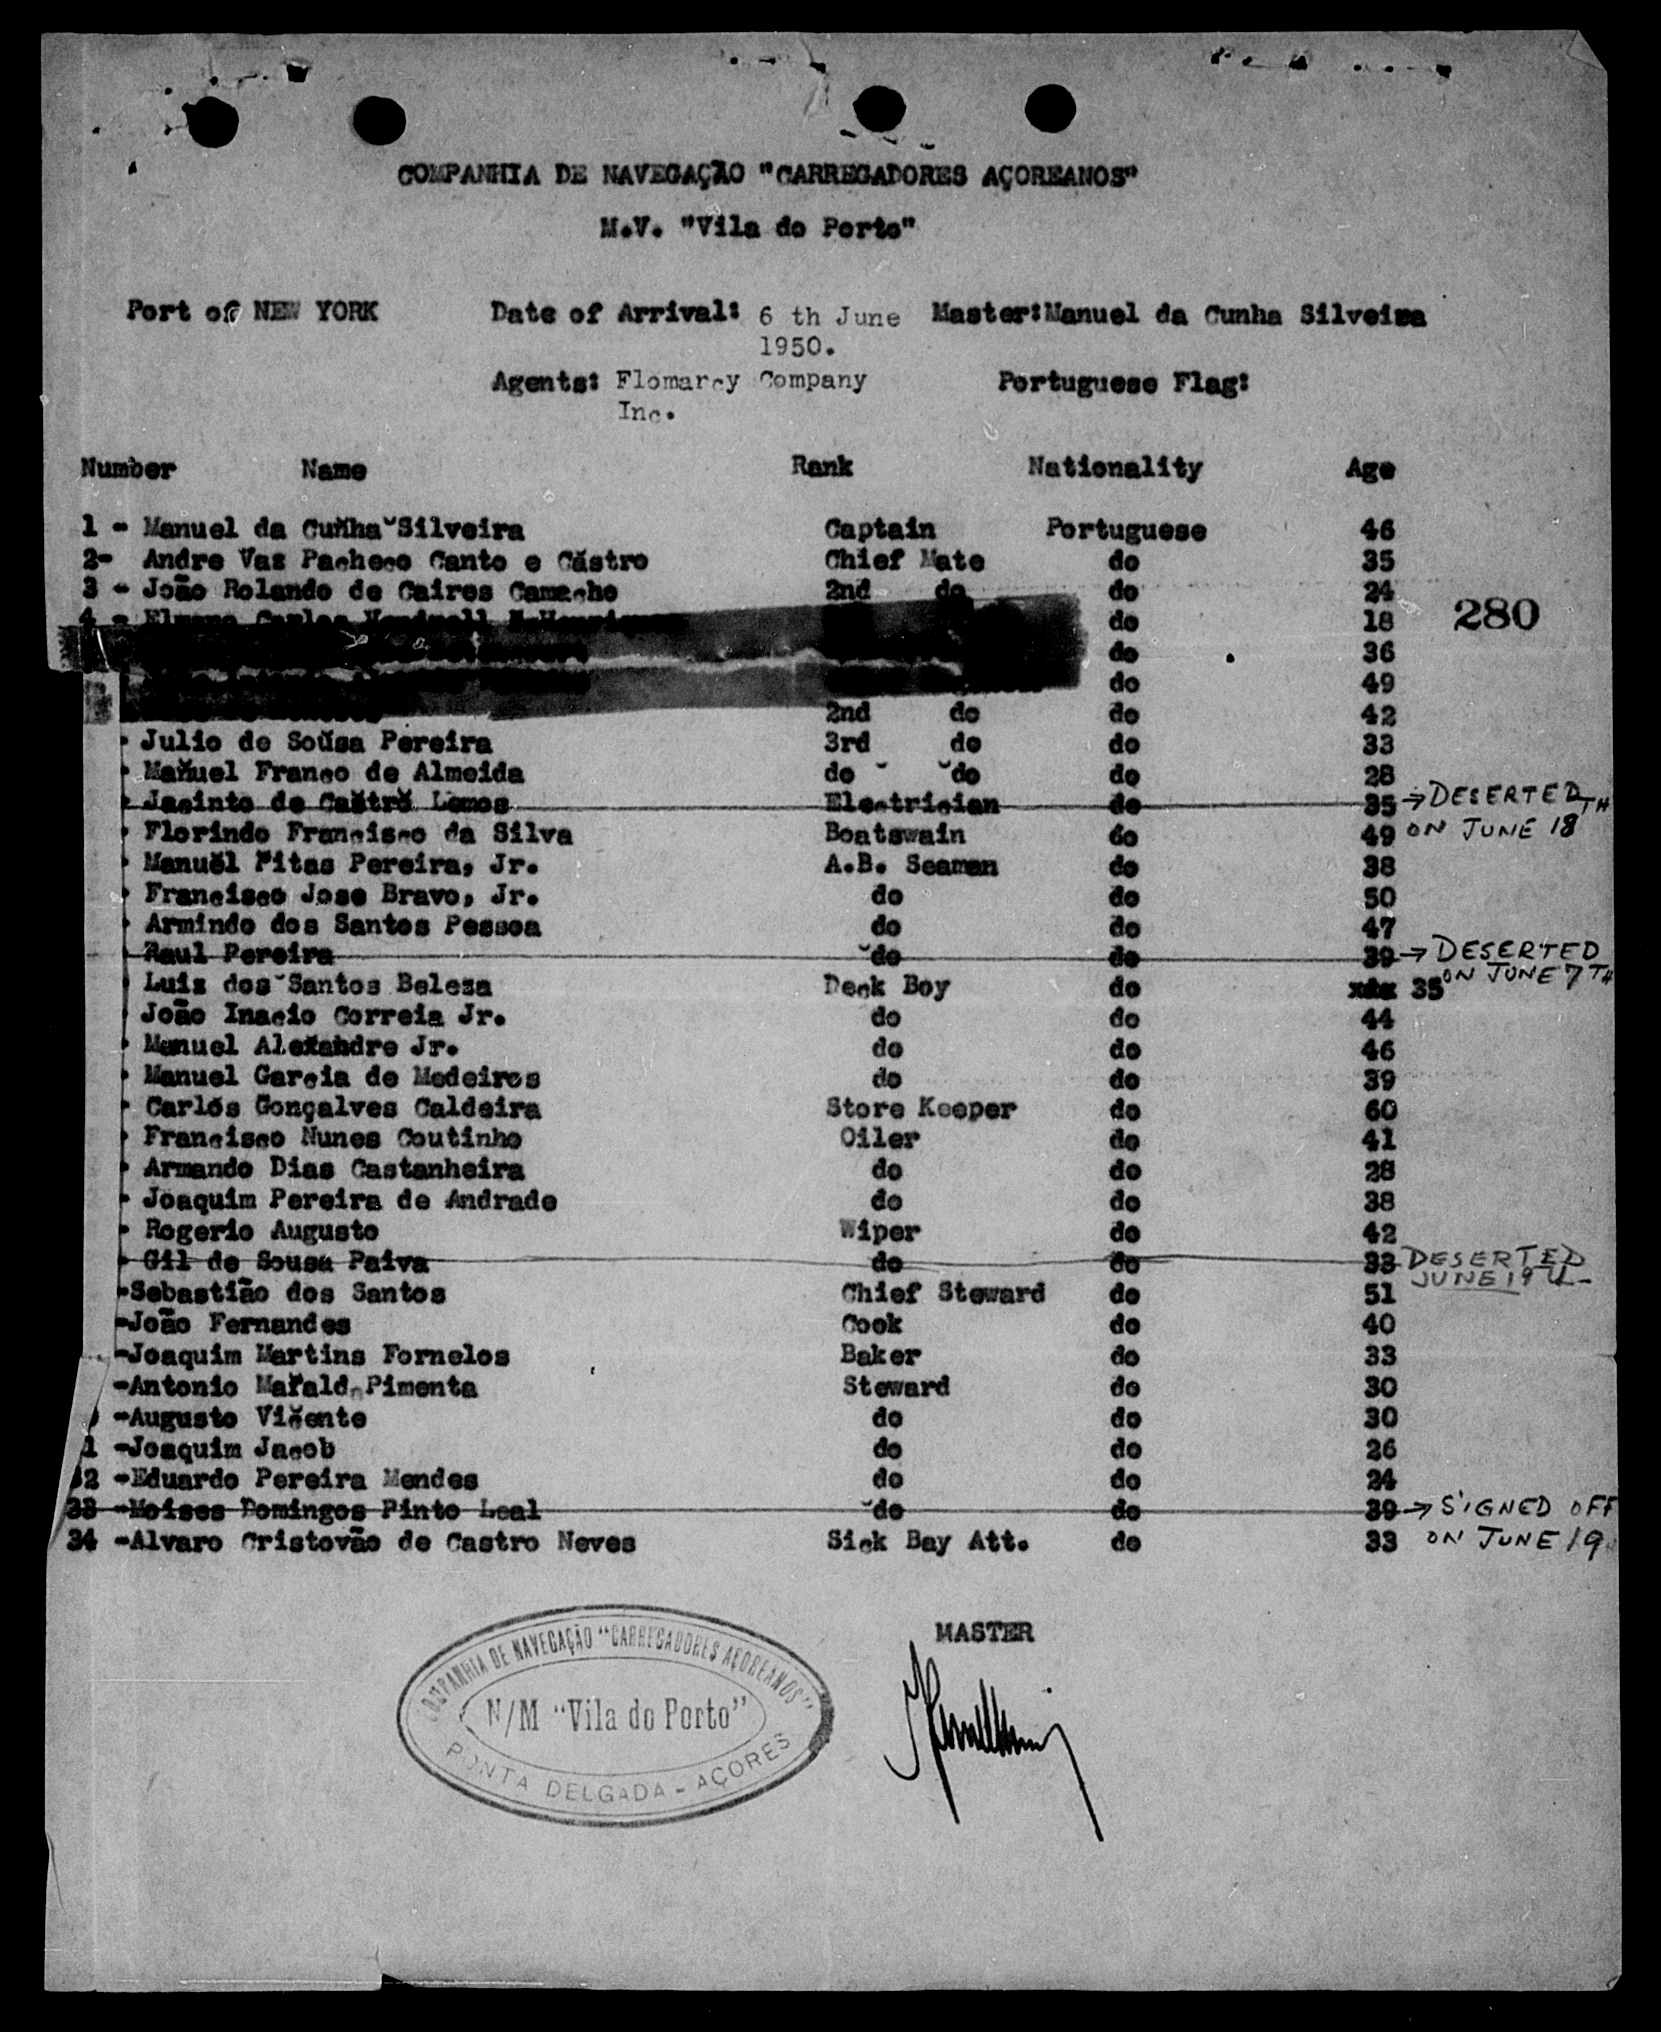 COMPANHIA DE NAVEGAÇÃO "CARREGADORES AÇOREANOS"
M.V. "Vila do Porto"
Port of NEW YORK Date of Arrival: 6 th June 1950. Master: Manuel da Cunha Silveira
Agents: Flomarcy Company Inc. Portuguese Flag:
Number Name Rank Nationality Age
1 - Manuel da Cunha Silveira Captain Portuguese 46
2- Andre Vaz Pacheco Canto e Castro Chief Mate do 35
3 - João Rolando de Caires Camacho 2nd do do 24
4 - Carlos do 18
280
do 36
do 49
2nd do do 42
Julio de Sousa Pereira 3rd do do 33
Manuel Franco de Almeida do do do 28
Jacinto de Castro Lemos Electrician do 35 → DESERTED
ON JUNE 18TH
Florindo Francisco da Silva Boatswain do 49
Manuel Pitas Pereira, Jr. A.B. Seaman do 38
Francisco Jose Bravo, Jr. do do 50
Armindo dos Santos Pessoa do do 47
Raul Pereira do do 39 → DESERTED
ON JUNE 7TH
Luiz dos Santos Beleza Deck Boy do 35
João Inacio Correia Jr. do do 44
Manuel Alexandre Jr. do do 46
Manuel Garcia de Medeiros do do 39
Carlos Gonçalves Caldeira Store Keeper do 60
Francisco Nunes Coutinho Oiler do 41
Armando Dias Castanheira do do 28
Joaquim Pereira de Andrade do do 38
Rogerio Augusto Wiper do 42
Gil de Sousa Paiva do do 33 DESERTED
JUNE 19
-Sebastião dos Santos Chief Steward do 51
-João Fernandes Cook do 40
-Joaquim Martins Fornelos Baker do 33
-Antonio Pimenta Steward do 30
-Augusto Vicente do do 30
1 -Joaquim Jacob do do 26
32 -Eduardo Pereira Mendes do do 24
33 -Moises Domingos Pinto Leal do do 39 → SIGNED OFF
ON JUNE 19
34 -Alvaro Cristovão de Castro Neves Sick Bay Att. do 33
MASTER
COMPANHIA DE NAVEGAÇÃO "CARREGADORES AÇOREANOS"
N/M "Vila do Porto"
PONTA DELGADA - AÇORES